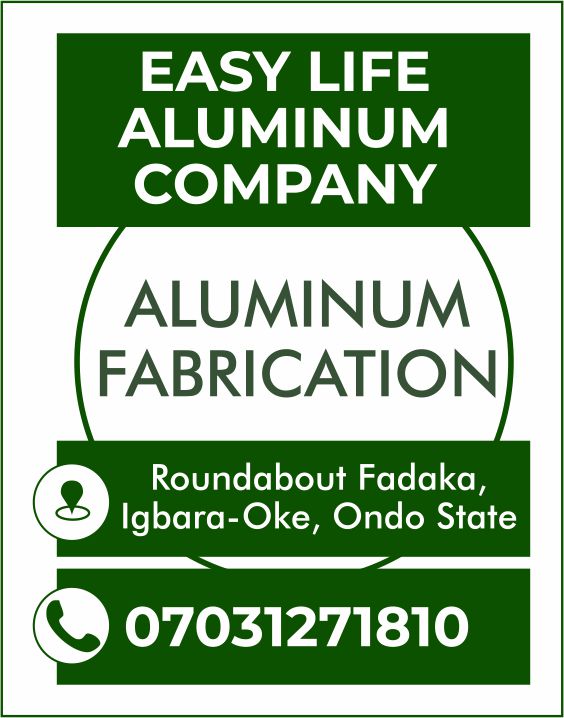 EASY LIFE
ALUMINUM
COMPANY
ALUMINUM
FABRICATION
Roundabout Fadaka,
Igbara-Oke, Ondo State
07031271810